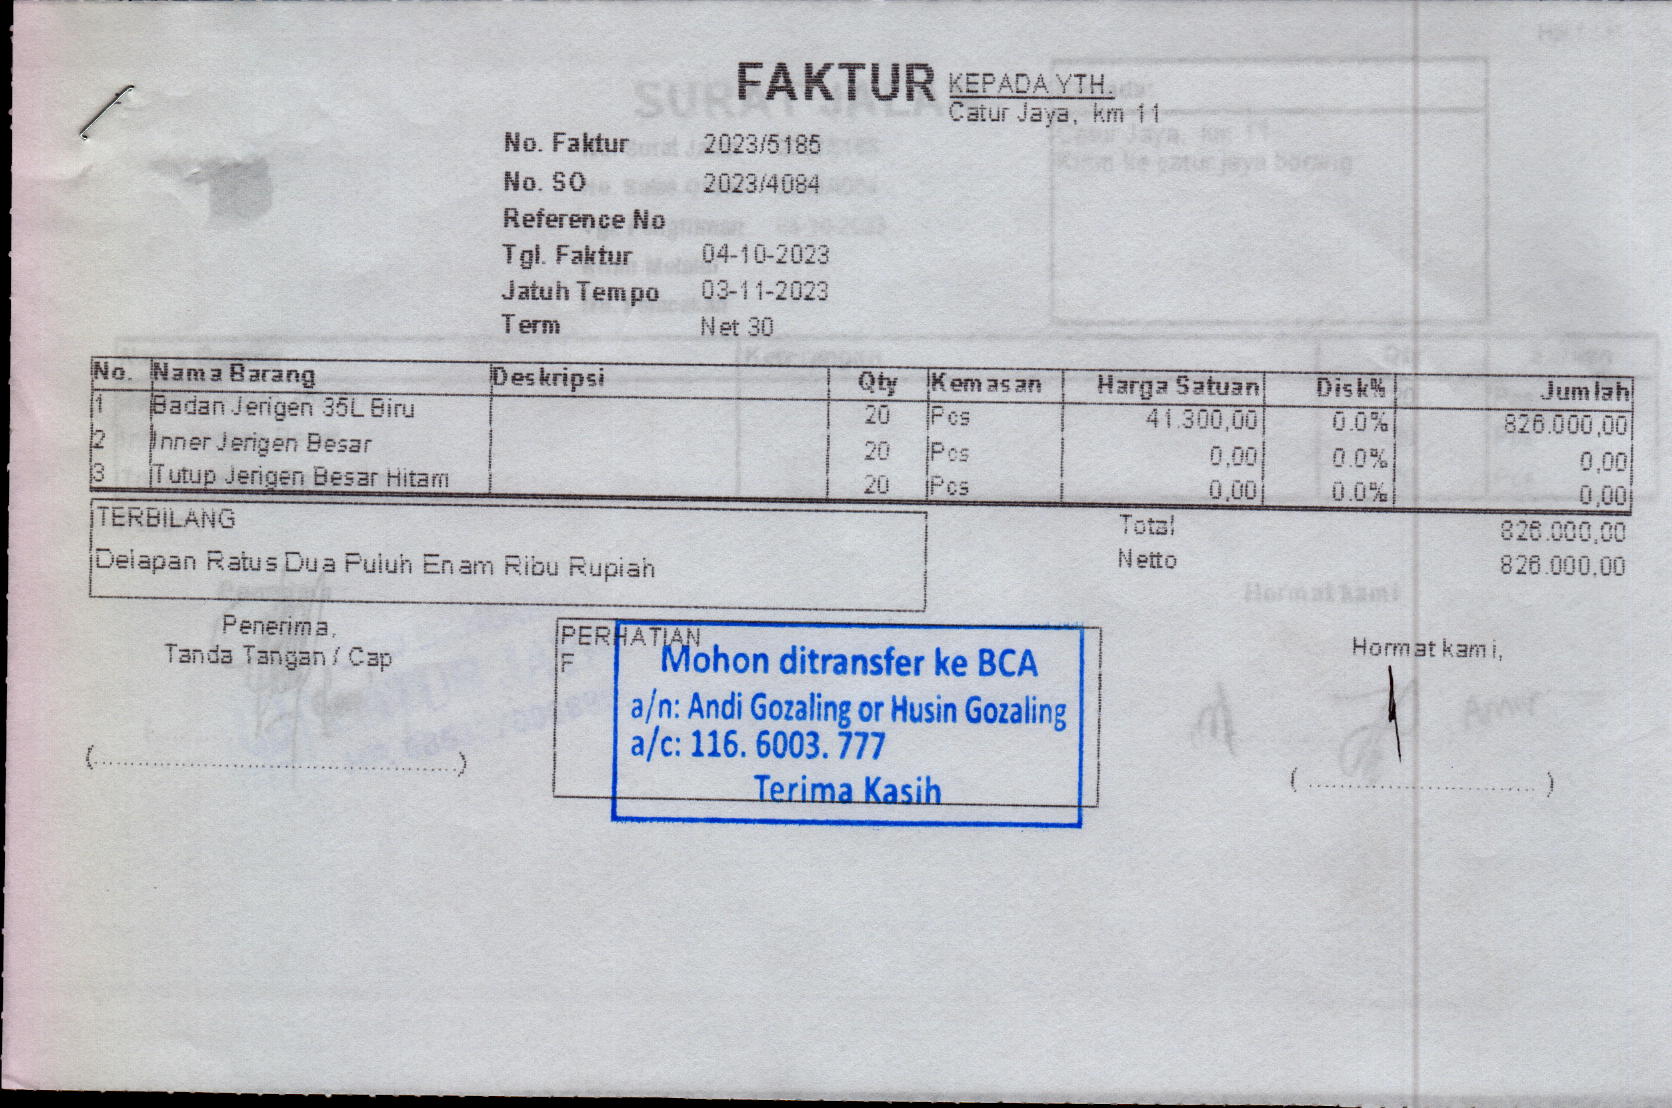 FAKTUR
KEPADA YTH.
Catur Jaya, km 11
No. Faktur 2023/5185
No. SO 2023/4084
Reference No
Tgl. Faktur 04-10-2023
Jatuh Tempo 03-11-2023
Term Net 30
No. Nama Barang Deskripsi Qty Kemasan Harga Satuan Disk% Jumlah
1 Badan Jerigen 35L Biru 20 Pcs 41.300,00 0.0% 826.000,00
2 Inner Jerigen Besar 20 Pcs 0,00 0.0% 0,00
3 Tutup Jerigen Besar Hitam 20 Pcs 0,00 0.0% 0,00
TERBILANG
Delapan Ratus Dua Puluh Enam Ribu Rupiah
Total 826.000,00
Netto 826.000,00
Penerima,
Tanda Tangan / Cap
(........................................)
PERHATIAN
F
Mohon ditransfer ke BCA
a/n: Andi Gozaling or Husin Gozaling
a/c: 116. 6003. 777
Terima Kasih
Hormat kami,
(.........................)